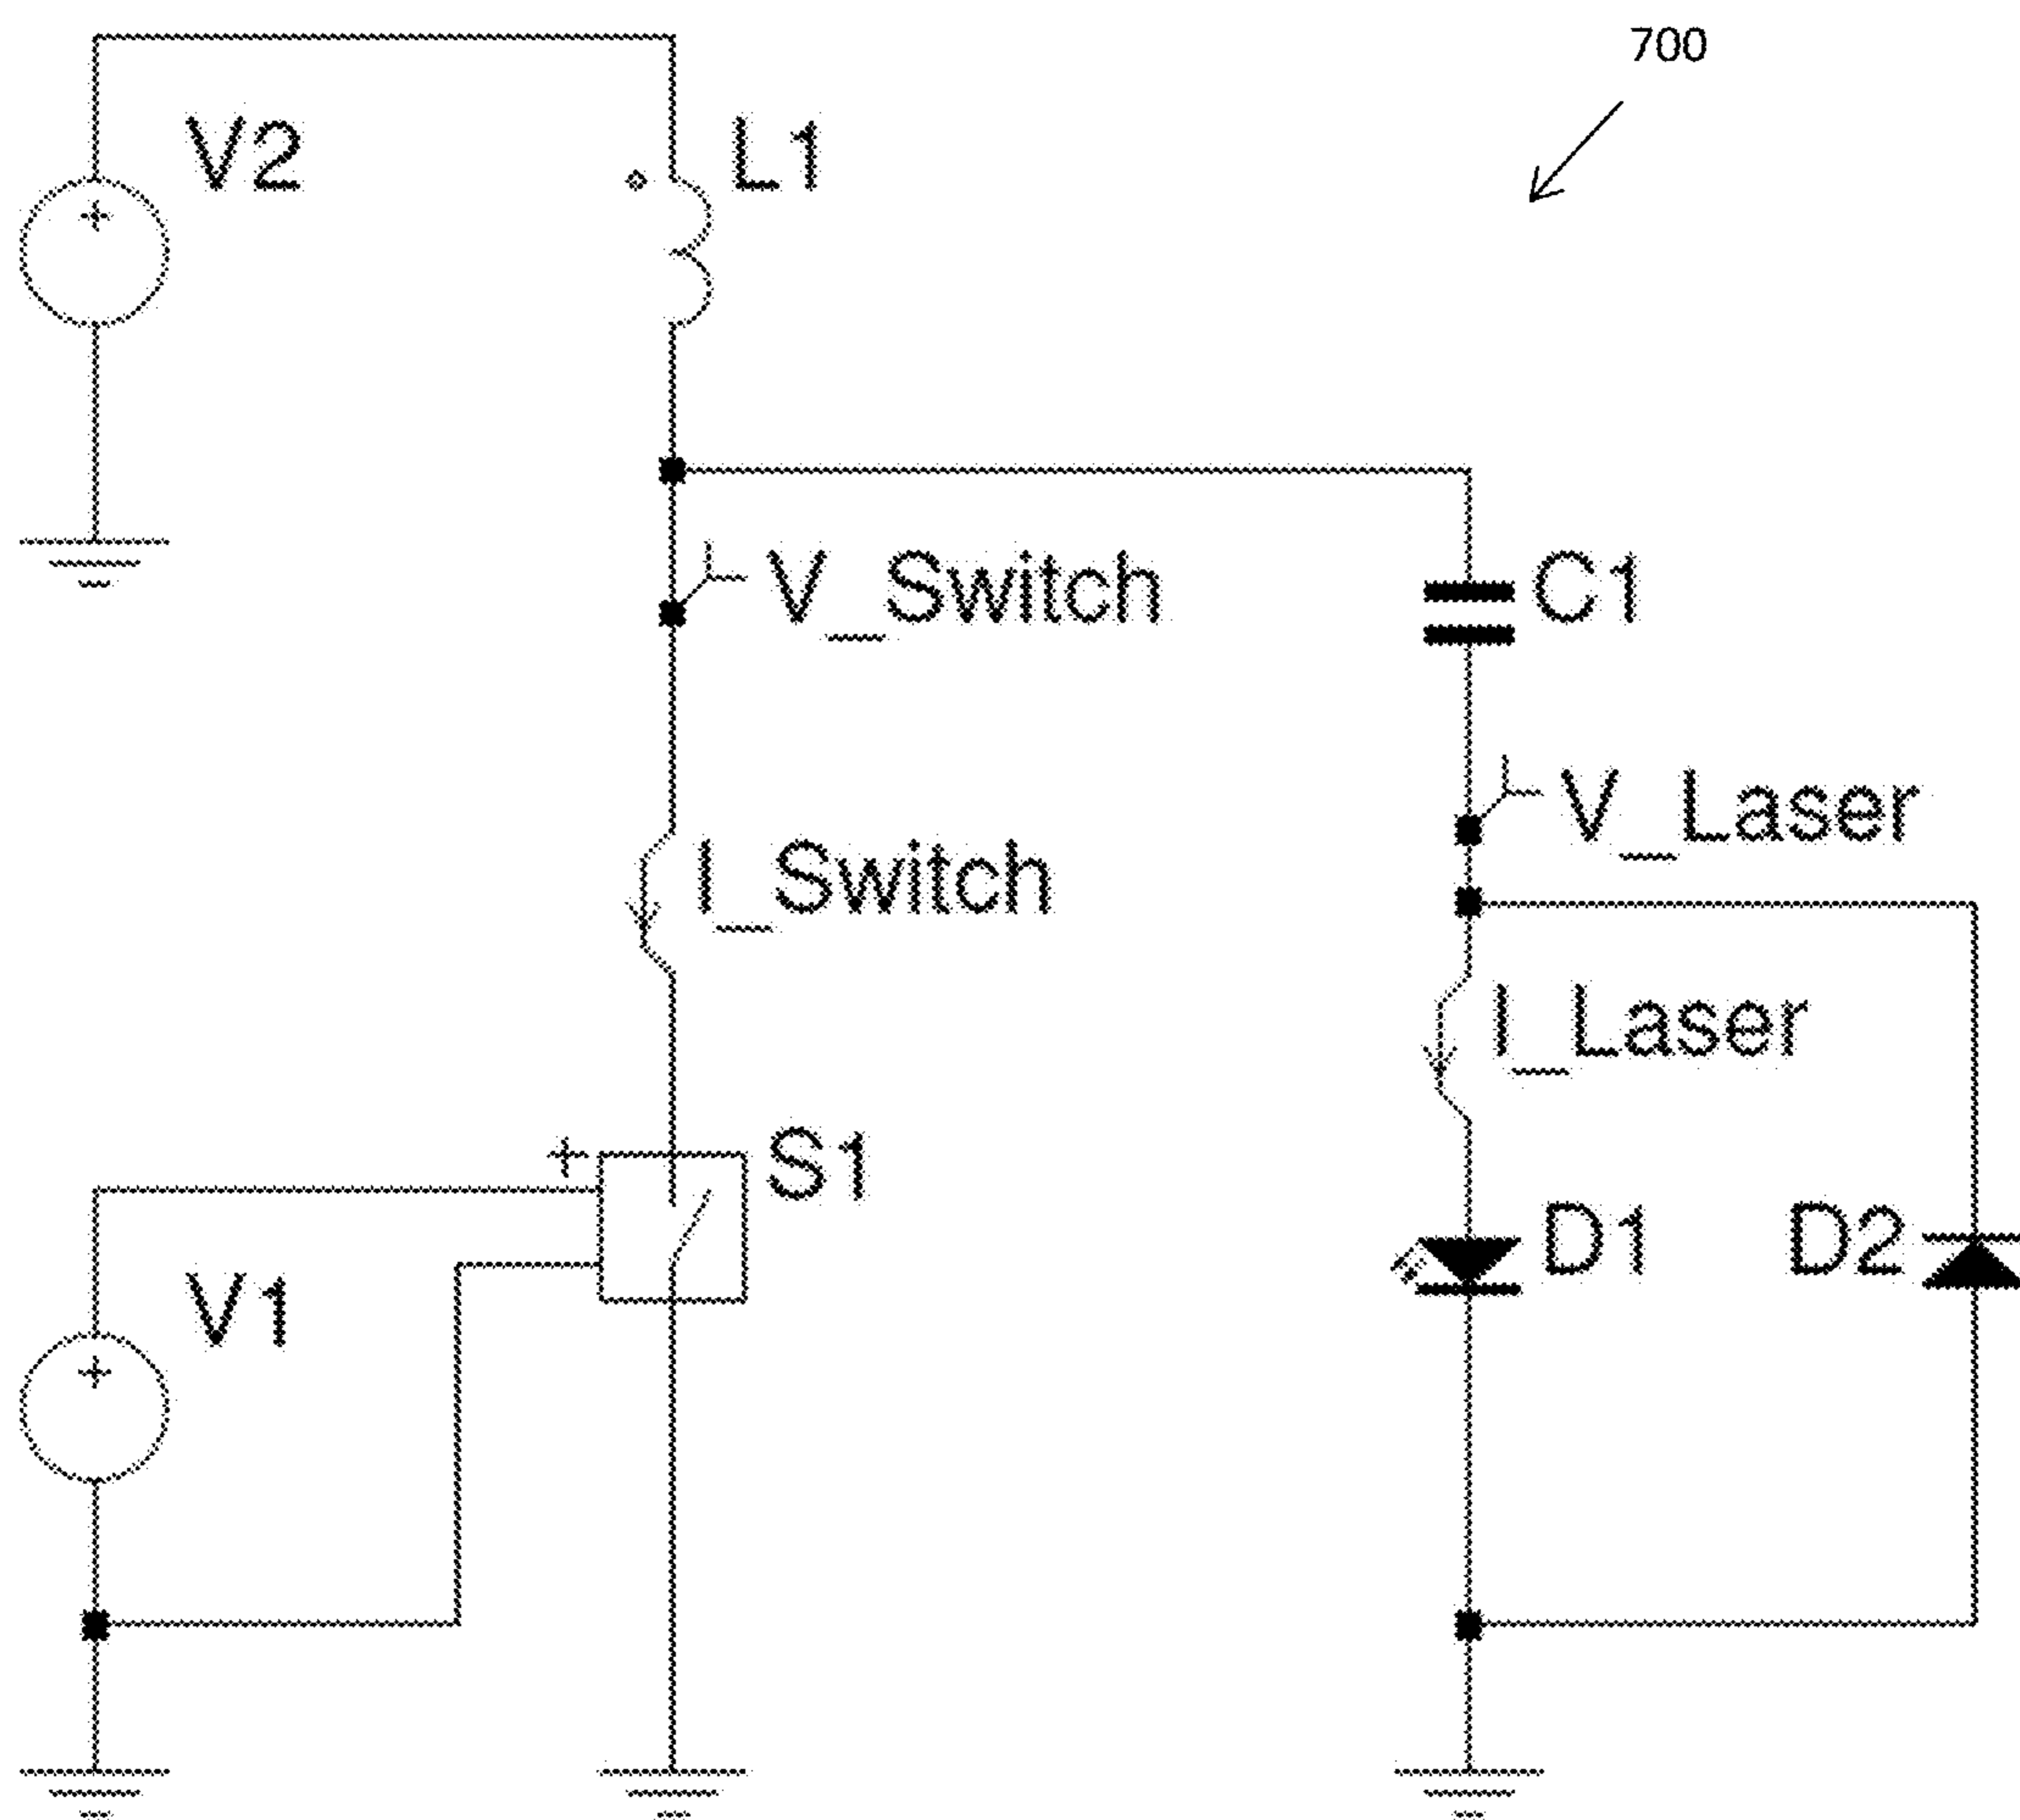 700
V2
L1
V_Switch
C1
V_Laser
I_Switch
I_Laser
+
S1
D1
D2
V1
+
+